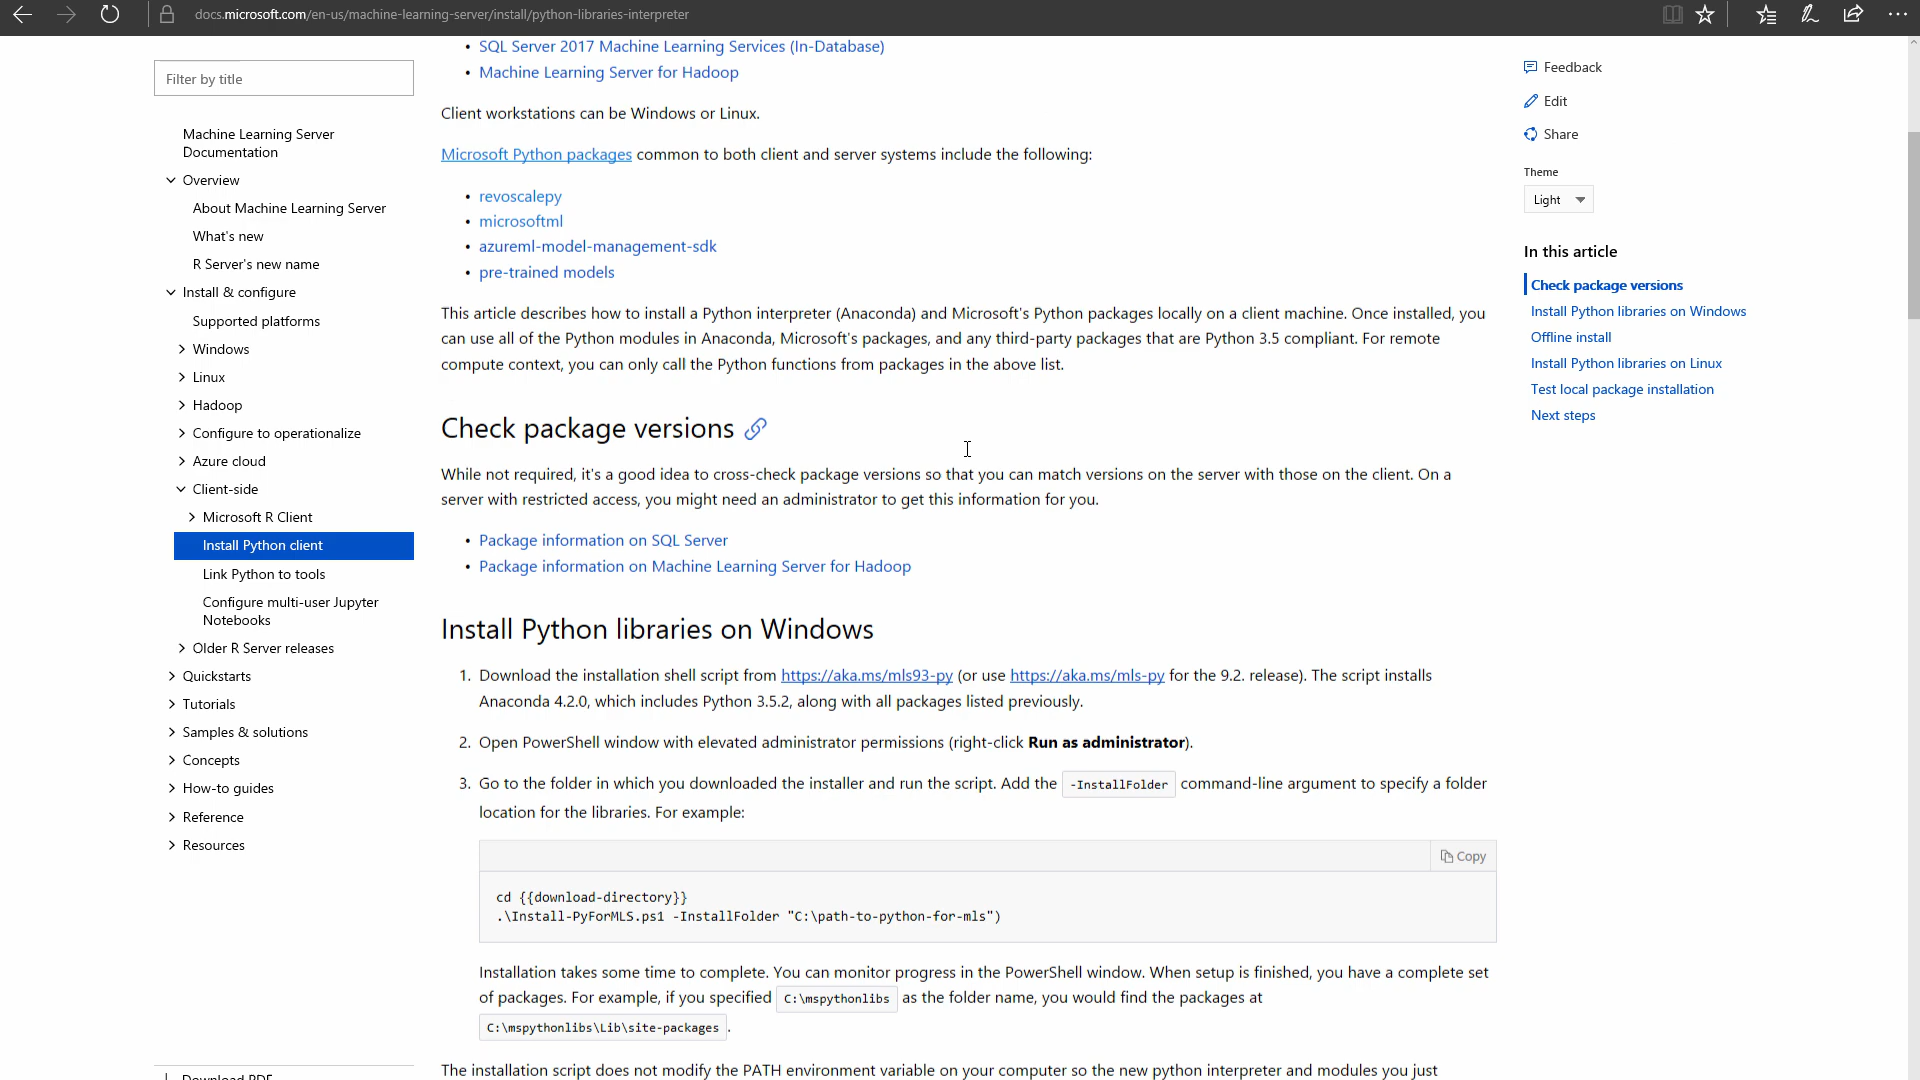 docs.microsoft.com/en-us/machine-learning-server/install/python-libraries-interpreter
Filter by title
Machine Learning Server
Documentation
Overview
About Machine Learning Server
What's new
R Server's new name
Install & configure
Supported platforms
Windows
Linux
Hadoop
Configure to operationalize
Azure cloud
Client-side
Microsoft R Client
Install Python client
Link Python to tools
Configure multi-user Jupyter
Notebooks
Older R Server releases
Quickstarts
Tutorials
Samples & solutions
Concepts
How-to guides
Reference
Resources
Download PDF
• SQL Server 2017 Machine Learning Services (In-Database)
• Machine Learning Server for Hadoop
Client workstations can be Windows or Linux.
Microsoft Python packages common to both client and server systems include the following:
• revoscalepy
• microsoftml
• azureml-model-management-sdk
• pre-trained models
This article describes how to install a Python interpreter (Anaconda) and Microsoft's Python packages locally on a client machine. Once installed, you
can use all of the Python modules in Anaconda, Microsoft's packages, and any third-party packages that are Python 3.5 compliant. For remote
compute context, you can only call the Python functions from packages in the above list.
Check package versions
While not required, it's a good idea to cross-check package versions so that you can match versions on the server with those on the client. On a
server with restricted access, you might need an administrator to get this information for you.
• Package information on SQL Server
• Package information on Machine Learning Server for Hadoop
Install Python libraries on Windows
1. Download the installation shell script from https://aka.ms/mls93-py (or use https://aka.ms/mls-py for the 9.2. release). The script installs
Anaconda 4.2.0, which includes Python 3.5.2, along with all packages listed previously.
2. Open PowerShell window with elevated administrator permissions (right-click Run as administrator).
3. Go to the folder in which you downloaded the installer and run the script. Add the -InstallFolder command-line argument to specify a folder
location for the libraries. For example:
Copy
cd {{download-directory}}
.\Install-PyForMLS.ps1 -InstallFolder "C:\path-to-python-for-mls")
Installation takes some time to complete. You can monitor progress in the PowerShell window. When setup is finished, you have a complete set
of packages. For example, if you specified C:\mspythonlibs as the folder name, you would find the packages at
C:\mspythonlibs\Lib\site-packages .
The installation script does not modify the PATH environment variable on your computer so the new python interpreter and modules you just
Feedback
Edit
Share
Theme
Light
In this article
Check package versions
Install Python libraries on Windows
Offline install
Install Python libraries on Linux
Test local package installation
Next steps